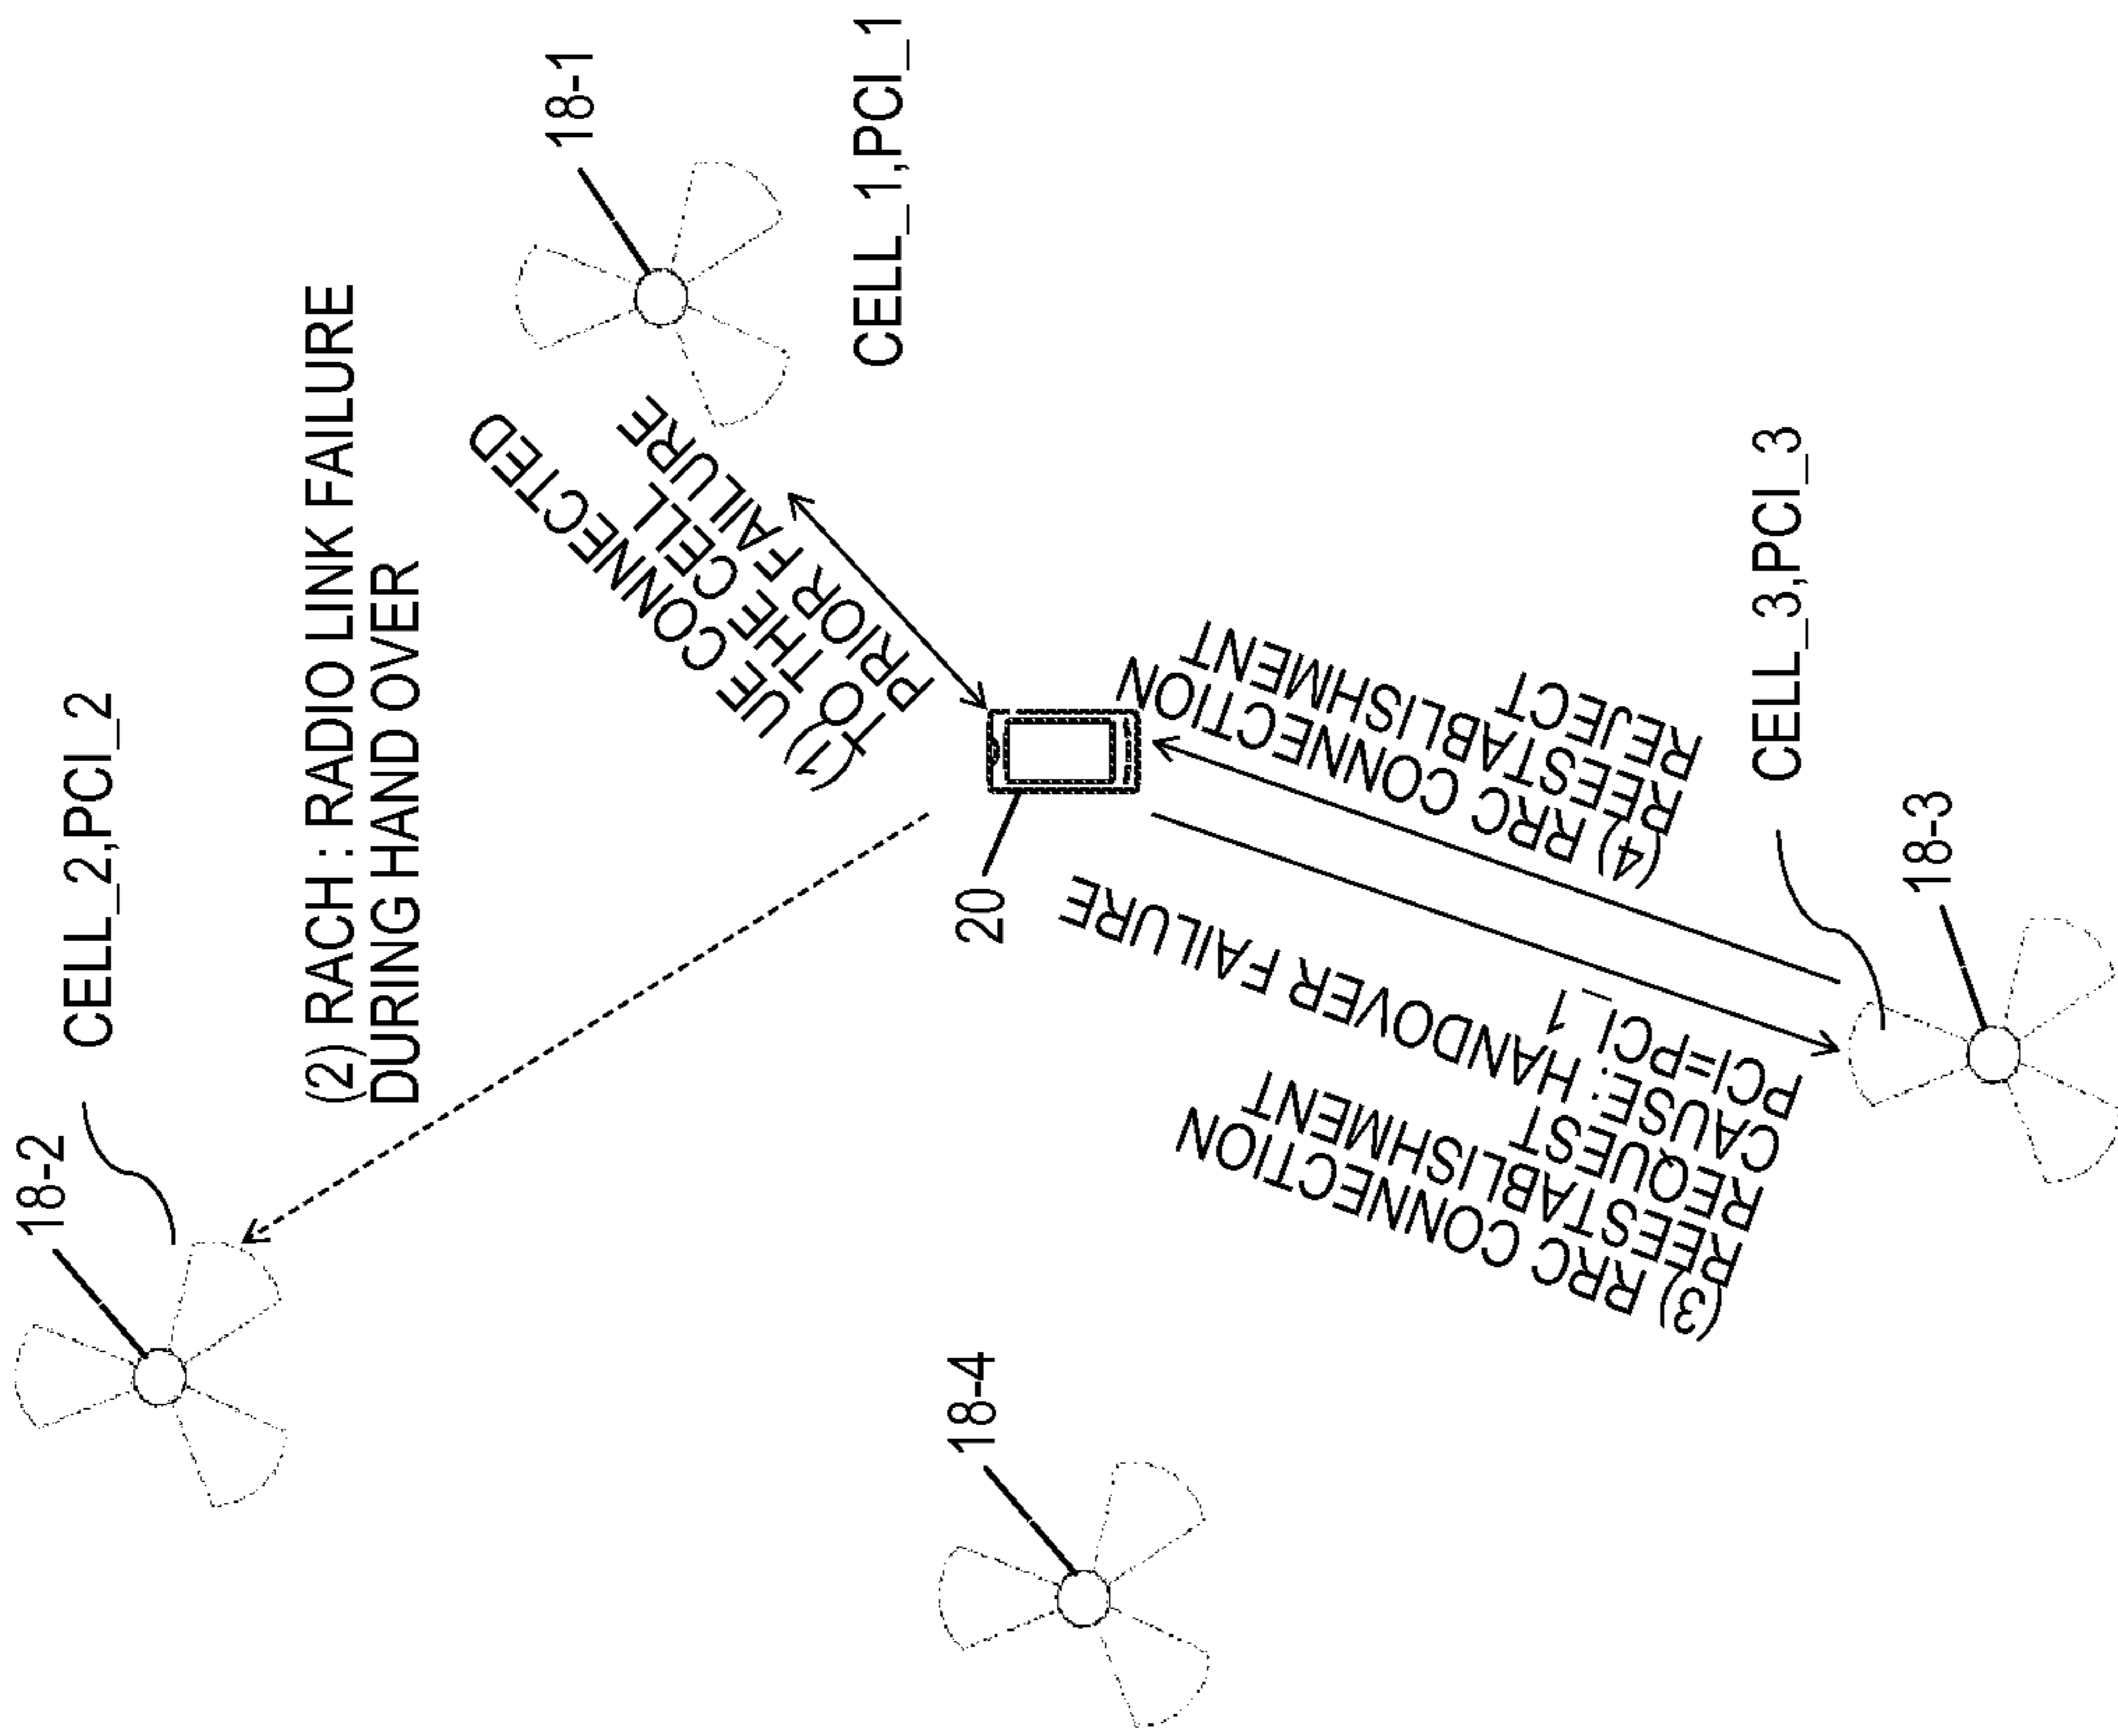 18-2
CELL_2,PCI_2
(2) RACH : RADIO LINK FAILURE
DURING HAND OVER
18-1
CELL_1,PCI_1
UE CONNECTED
(1) TO THE CELL
PRIOR FAILURE
20
(3) RRC CONNECTION
REESTABLISHMENT
REQUEST
CAUSE: HANDOVER FAILURE
PCI=PCI_1
(4) RRC CONNECTION
REESTABLISHMENT
REJECT
CELL_3,PCI_3
18-3
18-4